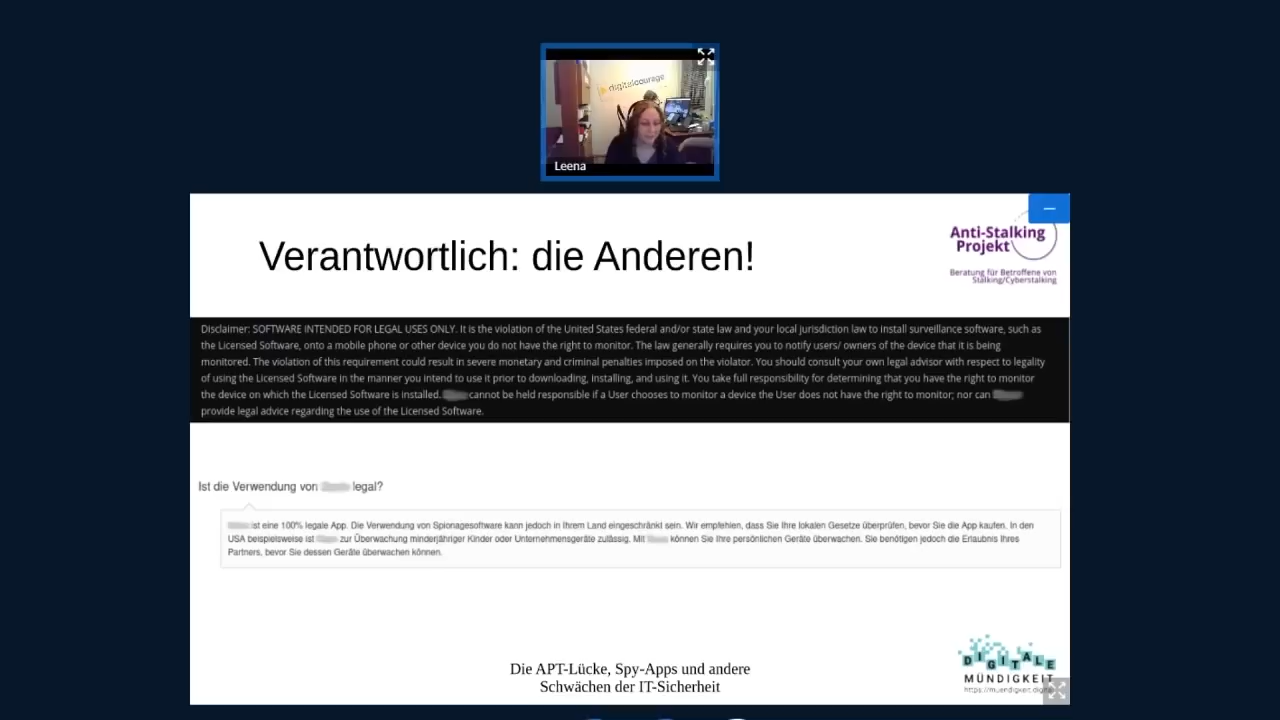 digitalcourage
Leena
Verantwortlich: die Anderen!
Anti-Stalking
Projekt
Beratung für Betroffene von
Stalking/Cyberstalking
Disclaimer: SOFTWARE INTENDED FOR LEGAL USES ONLY. It is the violation of the United States federal and/or state law and your local jurisdiction law to install surveillance software, such as
the Licensed Software, onto a mobile phone or other device you do not have the right to monitor. The law generally requires you to notify users/ owners of the device that it is being
monitored. The violation of this requirement could result in severe monetary and criminal penalties imposed on the violator. You should consult your own legal advisor with respect to legality
of using the Licensed Software in the manner you intend to use it prior to downloading, installing, and using it. You take full responsibility for determining that you have the right to monitor
the device on which the Licensed Software is installed. cannot be held responsible if a User chooses to monitor a device the User does not have the right to monitor; nor can
provide legal advice regarding the use of the Licensed Software.
Ist die Verwendung von legal?
ist eine 100% legale App. Die Verwendung von Spionagesoftware kann jedoch in Ihrem Land eingeschränkt sein. Wir empfehlen, dass Sie Ihre lokalen Gesetze überprüfen, bevor Sie die App kaufen. In den
USA beispielsweise ist zur Überwachung minderjähriger Kinder oder Unternehmensgeräte zulässig. Mit können Sie Ihre persönlichen Geräte überwachen. Sie benötigen jedoch die Erlaubnis Ihres
Partners, bevor Sie dessen Geräte überwachen können.
Die APT-Lücke, Spy-Apps und andere
Schwächen der IT-Sicherheit
DIGITALE
MÜNDIGKEIT
https://muendigkeit.digital